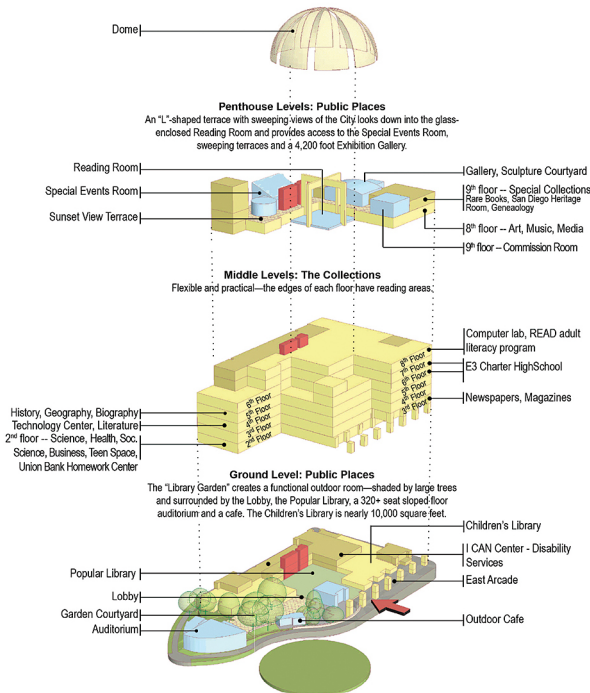 Dome
Penthouse Levels: Public Places
An “L”-shaped terrace with sweeping views of the City looks down into the glass-
enclosed Reading Room and provides access to the Special Events Room,
sweeping terraces and a 4,200 foot Exhibition Gallery.
Reading Room
Special Events Room
Sunset View Terrace
Gallery, Sculpture Courtyard
9th floor -- Special Collections
Rare Books, San Diego Heritage
Room, Geneaology
8th floor -- Art, Music, Media
9th floor -- Commission Room
Middle Levels: The Collections
Flexible and practical—the edges of each floor have reading areas.
Computer lab, READ adult
literacy program
E3 Charter HighSchool
Newspapers, Magazines
8th Floor
7th Floor
6th Floor
5th Floor
4th Floor
3rd Floor
6th Floor
5th Floor
4th Floor
3rd Floor
2nd Floor
History, Geography, Biography
Technology Center, Literature
2nd floor -- Science, Health, Soc.
Science, Business, Teen Space,
Union Bank Homework Center
Ground Level: Public Places
The “Library Garden” creates a functional outdoor room—shaded by large trees
and surrounded by the Lobby, the Popular Library, a 320+ seat sloped-floor
auditorium and a cafe. The Children’s Library is nearly 10,000 square feet.
Children’s Library
I CAN Center - Disability
Services
East Arcade
Outdoor Cafe
Popular Library
Lobby
Garden Courtyard
Auditorium